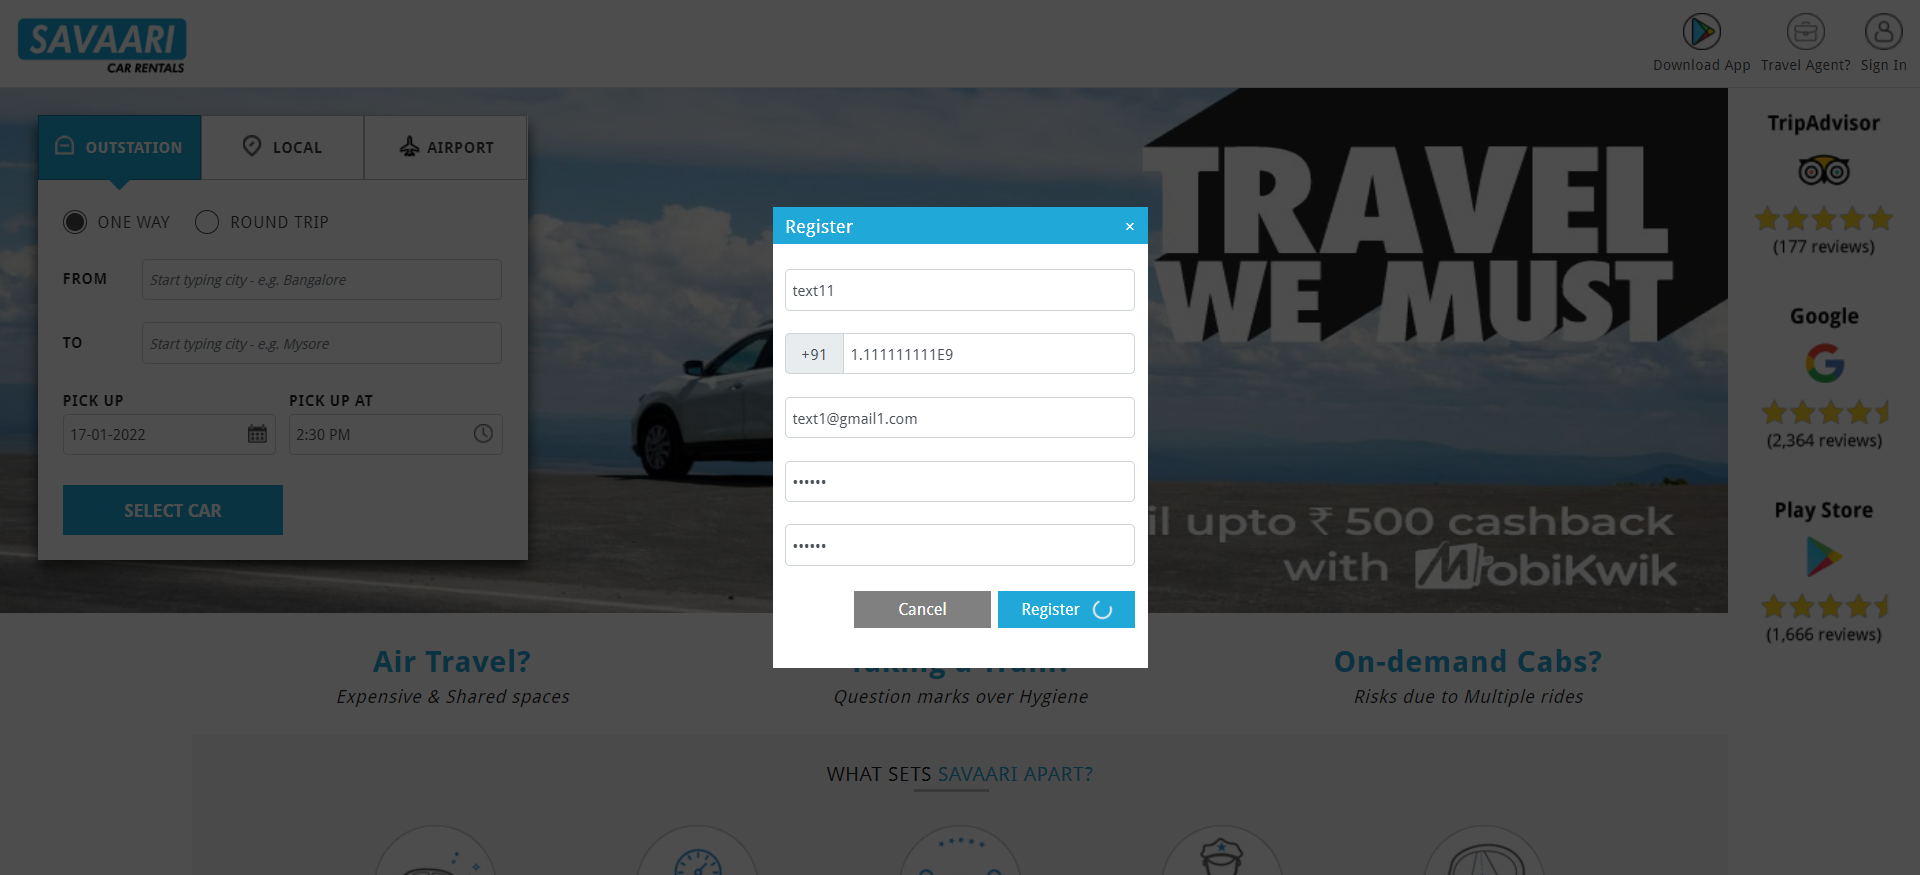 SAVAARI
CAR RENTALS
Download App
Travel Agent?
Sign In
OUTSTATION
LOCAL
AIRPORT
ONE WAY
ROUND TRIP
FROM
Start typing city - e.g. Bangalore
TO
Start typing city - e.g. Mysore
PICK UP
PICK UP AT
17-01-2022
2:30 PM
SELECT CAR
Register
×
text11
+91
1.111111111E9
text1@gmail1.com
••••••
••••••
Cancel
Register
TRAVEL
WE MUST
il upto ₹ 500 cashback
with MobiKwik
TripAdvisor
(177 reviews)
Google
(2,364 reviews)
Play Store
(1,666 reviews)
Air Travel?
Expensive & Shared spaces
Question marks over Hygiene
On-demand Cabs?
Risks due to Multiple rides
WHAT SETS SAVAARI APART?